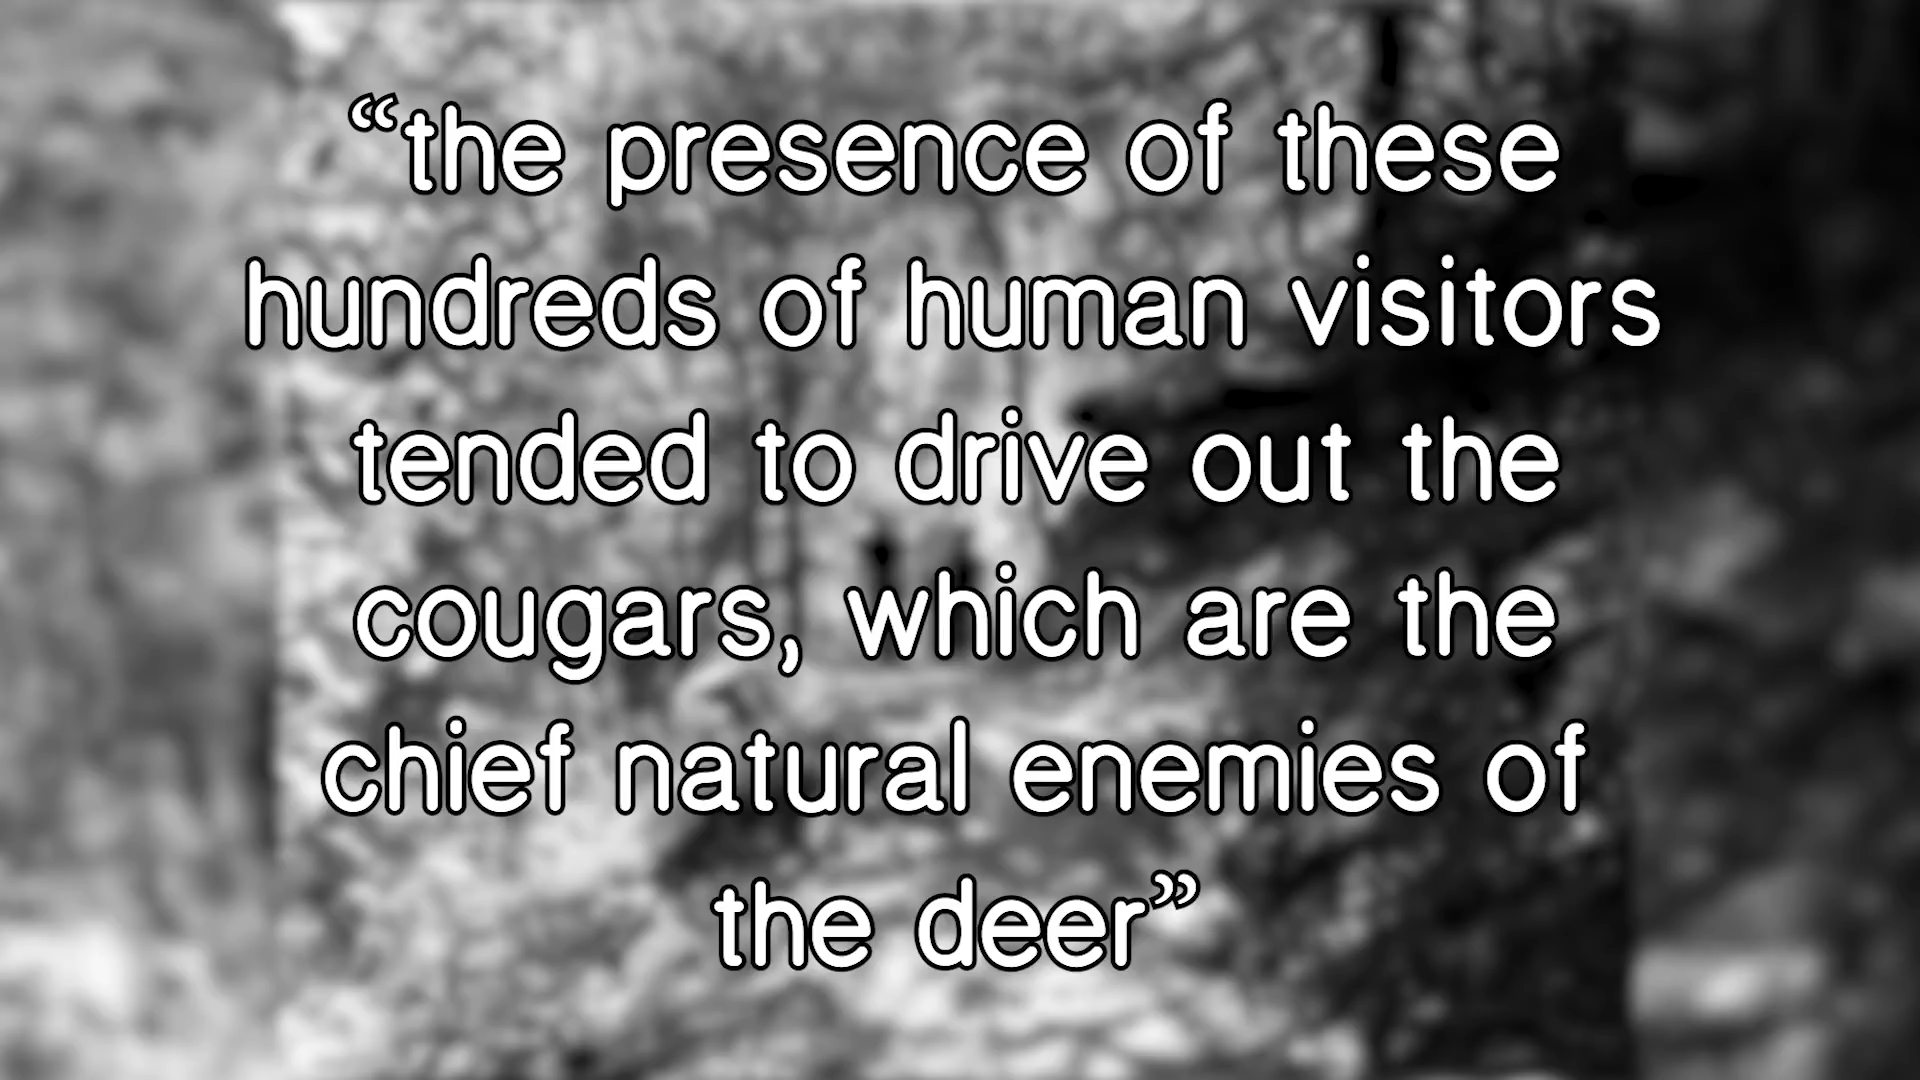 “the presence of these
hundreds of human visitors
tended to drive out the
cougars, which are the
chief natural enemies of
the deer”